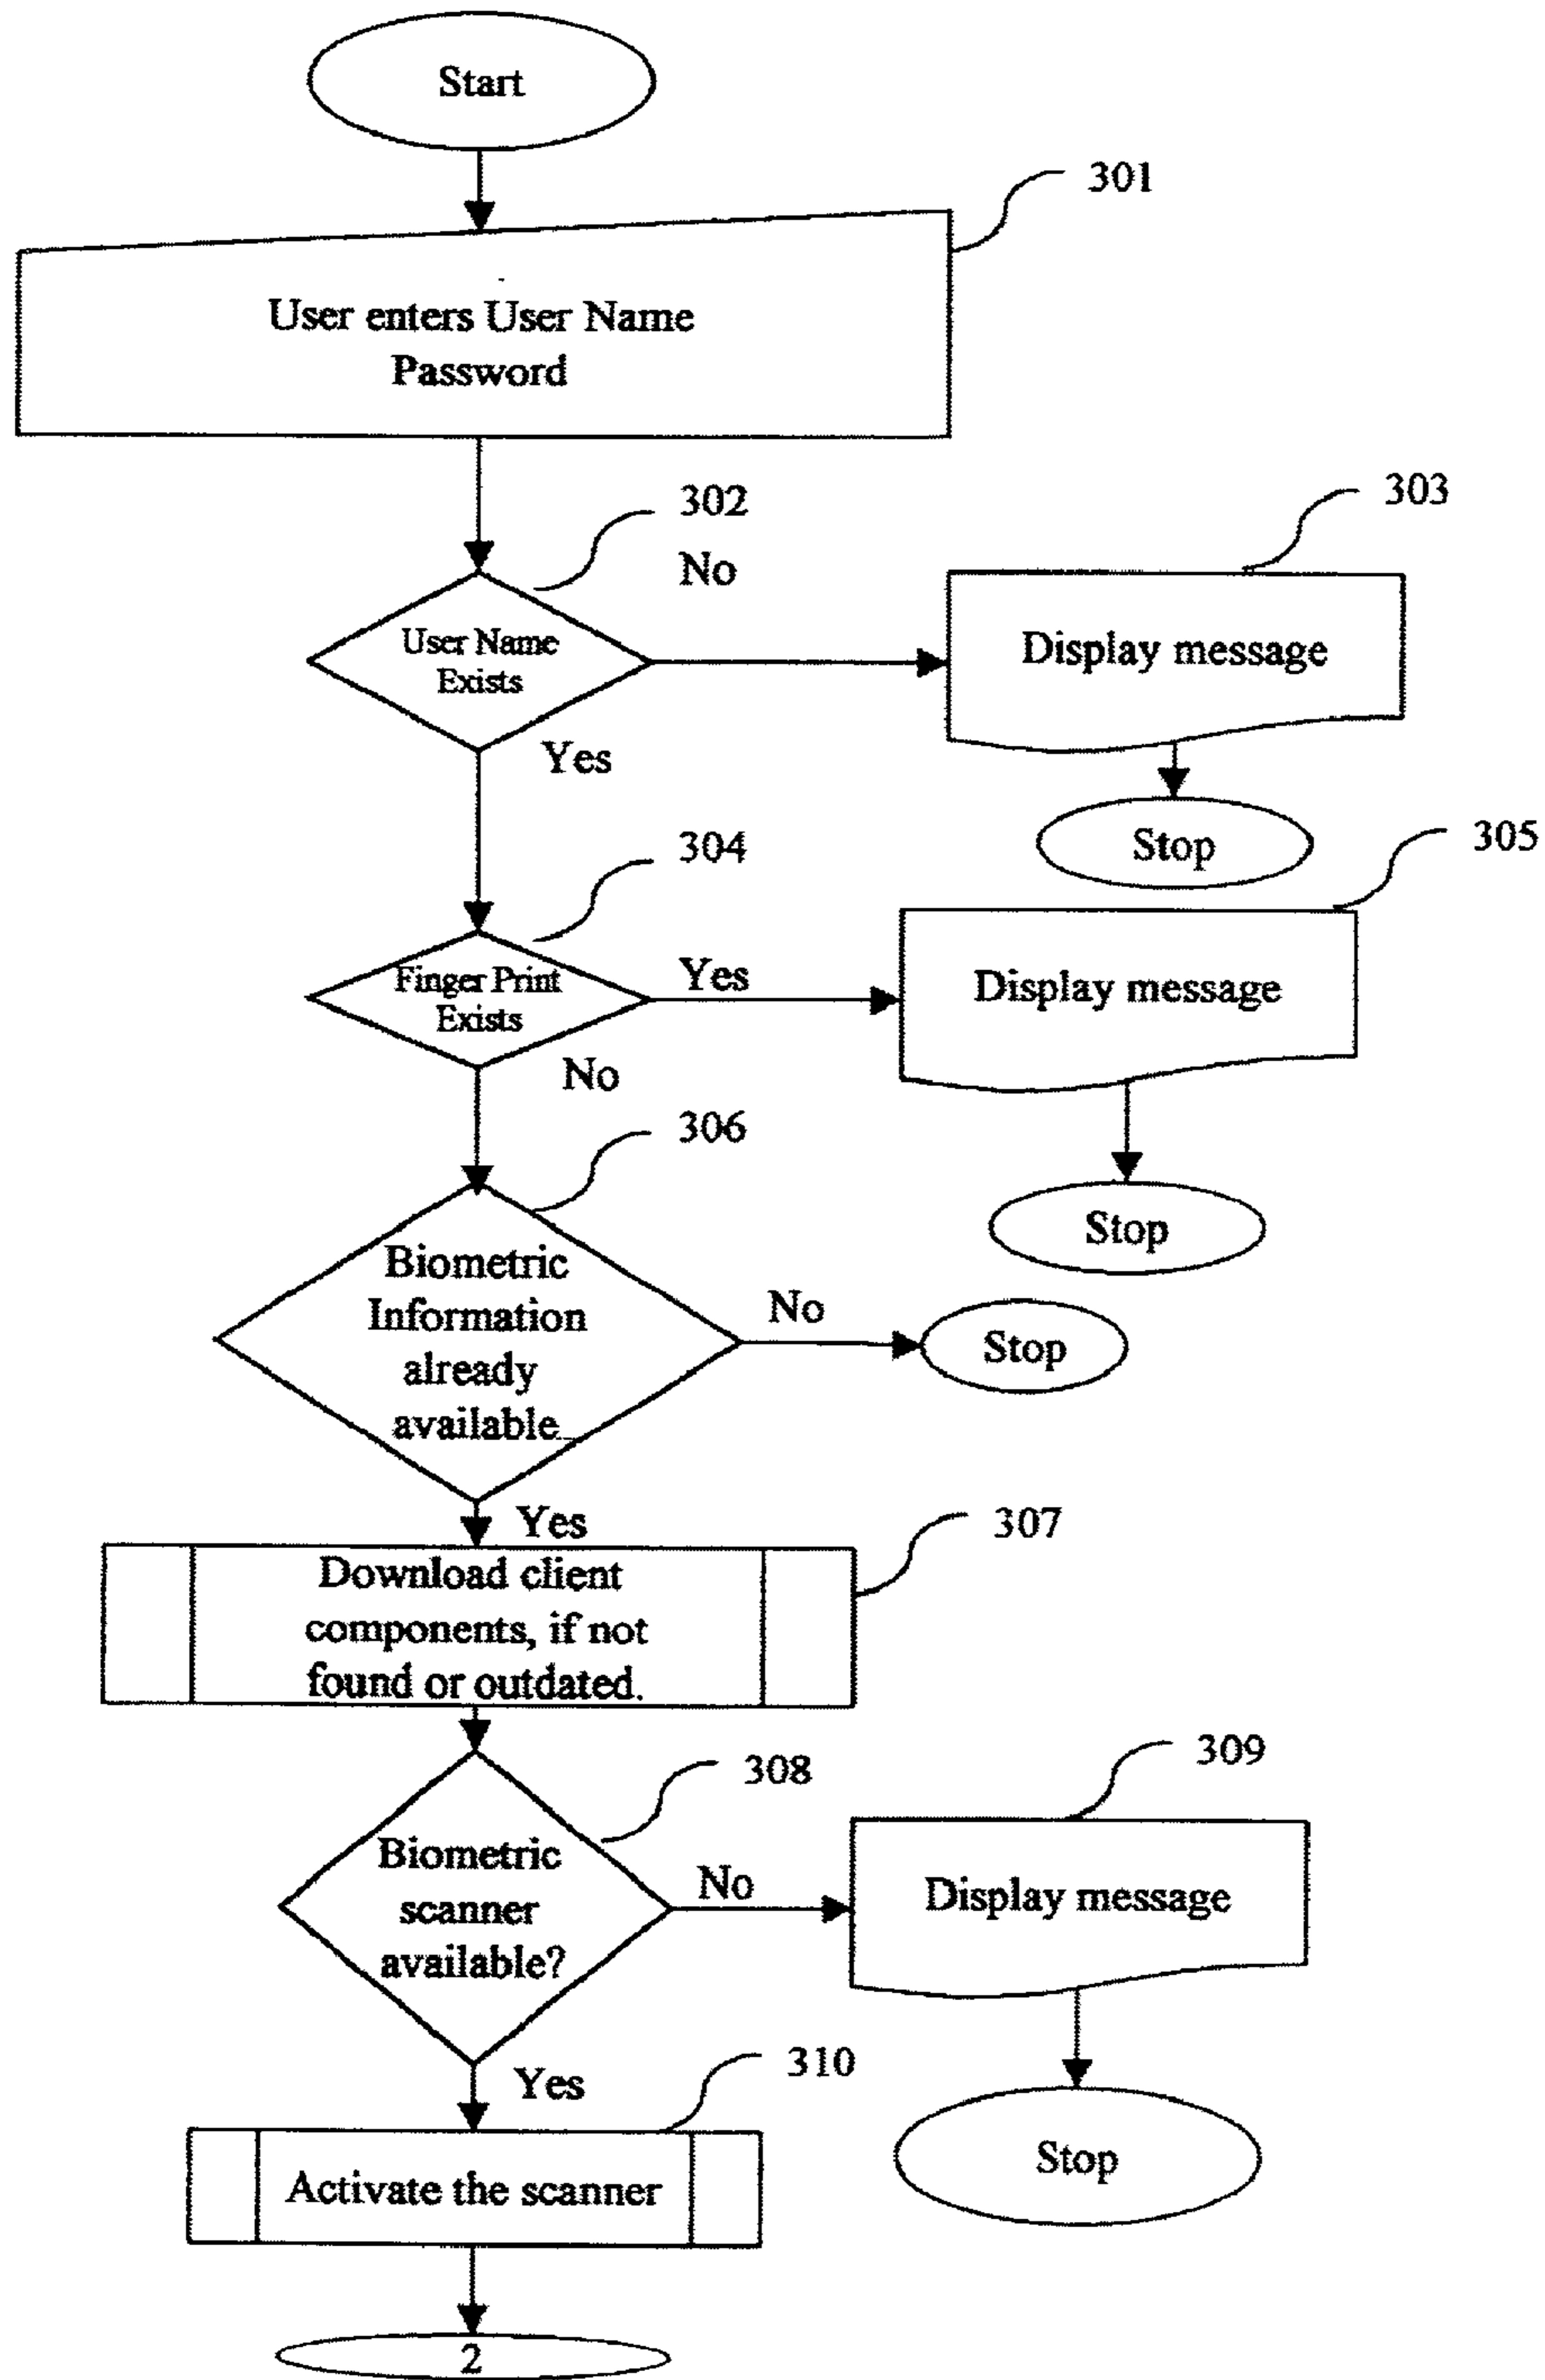 Start
301
User enters User Name
Password
302
303
No
User Name
Exists
Display message
Yes
Stop
304
305
Finger Print
Exists
Yes
Display message
No
306
Stop
Biometric
Information
already
available
No
Stop
Yes
307
Download client
components, if not
found or outdated.
308
309
Biometric
scanner
available?
No
Display message
Yes
310
Stop
Activate the scanner
2